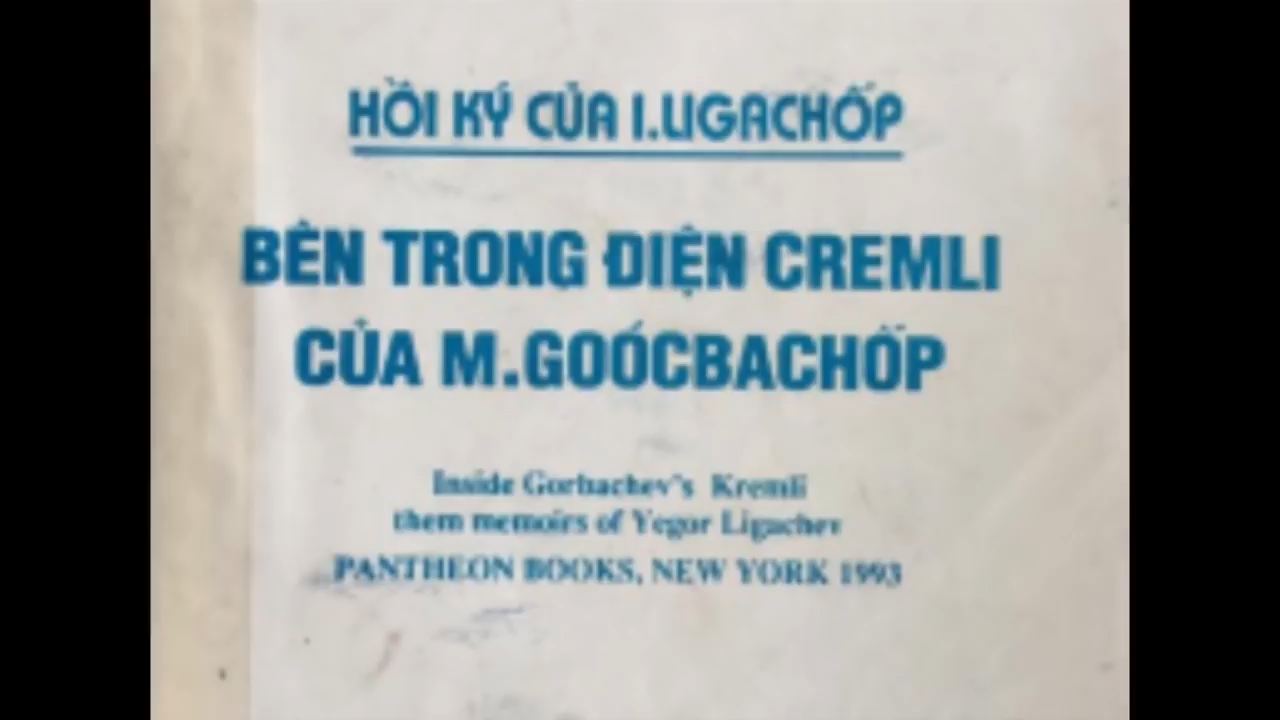 HỒI KÝ CỦA I.LIGACHỐP
BÊN TRONG ĐIỆN CREMLI
CỦA M.GOÓCBACHỐP
Inside Gorbachev's Kremli
them memoirs of Yegor Ligachev
PANTHEON BOOKS, NEW YORK 1993